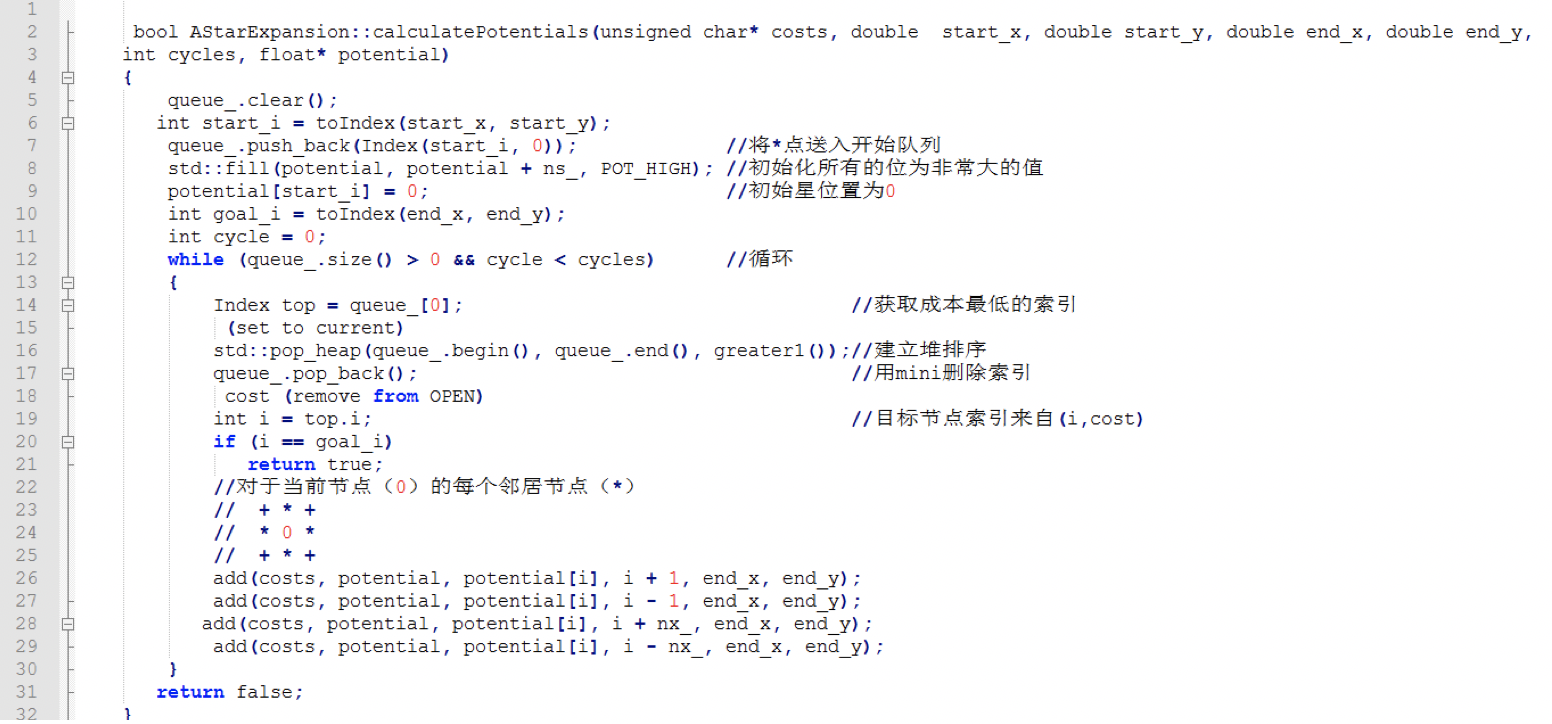 1
2 bool AStarExpansion::calculatePotentials(unsigned char* costs, double  start_x, double start_y, double end_x, double end_y,
3 int cycles, float* potential)
4 {
5 queue_.clear();
6 int start_i = toIndex(start_x, start_y);
7 queue_.push_back(Index(start_i, 0)); //将*点送入开始队列
8 std::fill(potential, potential + ns_, POT_HIGH); //初始化所有的位为非常大的值
9 potential[start_i] = 0; //初始星位置为0
10 int goal_i = toIndex(end_x, end_y);
11 int cycle = 0;
12 while (queue_.size() > 0 && cycle < cycles) //循环
13 {
14 Index top = queue_[0]; //获取成本最低的索引
15 (set to current)
16 std::pop_heap(queue_.begin(), queue_.end(), greater1());//建立堆排序
17 queue_.pop_back(); //用mini删除索引
18 cost (remove from OPEN)
19 int i = top.i; //目标节点索引来自(i,cost)
20 if (i == goal_i)
21 return true;
22 //对于当前节点（0）的每个邻居节点（*）
23 //  + * +
24 //  * 0 *
25 //  + * +
26 add(costs, potential, potential[i], i + 1, end_x, end_y);
27 add(costs, potential, potential[i], i - 1, end_x, end_y);
28 add(costs, potential, potential[i], i + nx_, end_x, end_y);
29 add(costs, potential, potential[i], i - nx_, end_x, end_y);
30 }
31 return false;
32 }